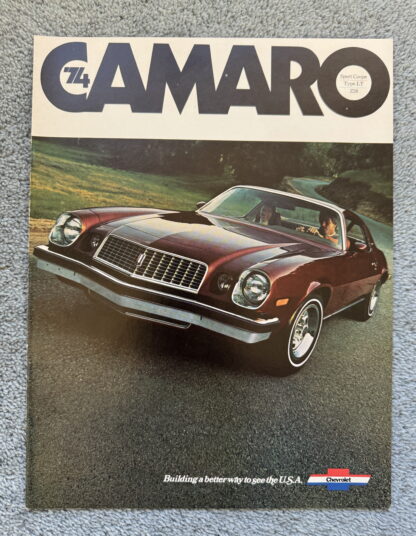 '74 CAMARO
Sport Coupe
Type LT
Z28
Building a better way to see the U.S.A.
Chevrolet